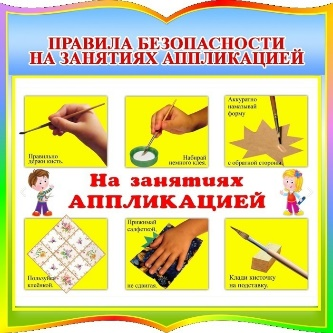 ПРАВИЛА БЕЗОПАСНОСТИ
НА ЗАНЯТИЯХ АППЛИКАЦИЕЙ
Правильно
держи кисть.
Набирай
немного клея.
Аккуратно
намазывай
форму
с обратной стороны.
На занятиях
АППЛИКАЦИЕЙ
Пользуйся
клеёнкой.
Прижимай
салфеткой,
не сдвигая.
Клади кисточку
на подставку.